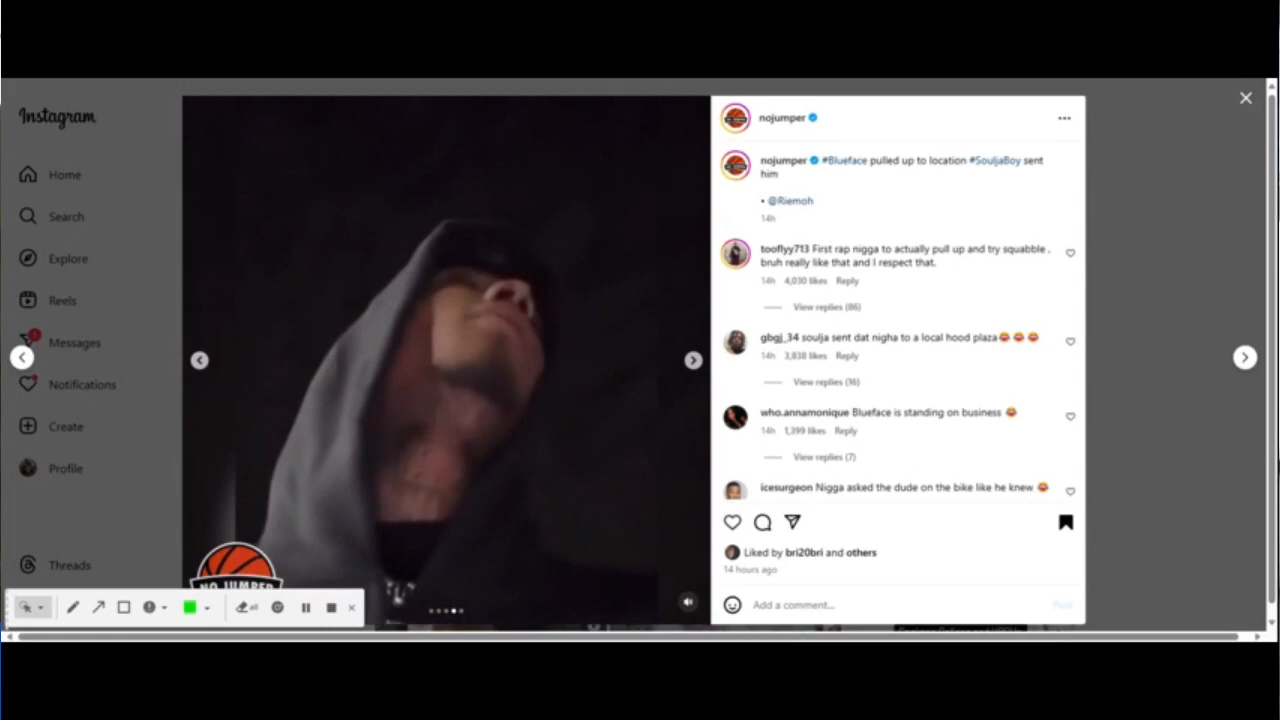 Instagram
Home
Search
Explore
Reels
Messages
Notifications
Create
Profile
Threads
NO JUMPER
all
nojumper
nojumper #Blueface pulled up to location #SouljaBoy sent
him
• @Riemoh
14h
tooflyy713 First rap nigga to actually pull up and try squabble .
bruh really like that and I respect that.
14h 4,030 likes Reply
View replies (86)
gbgj_34 soulja sent dat nigha to a local hood plaza😂 😂 😂
14h 3,838 likes Reply
View replies (16)
who.annamonique Blueface is standing on business 😂
14h 1,399 likes Reply
View replies (7)
icesurgeon Nigga asked the dude on the bike like he knew 😂
Liked by bri20bri and others
14 hours ago
Add a comment...
Post